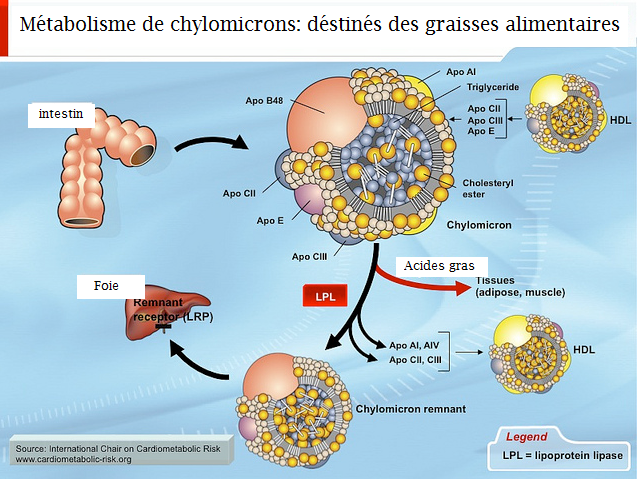 Métabolisme de chylomicrons: déstinés des graisses alimentaires
intestin
Apo B48
Apo AI
Triglyceride
Apo CII
Apo CIII
Apo E
HDL
Apo CII
Apo E
Apo CIII
Cholesteryl
ester
Chylomicron
Foie
Remnant
receptor (LRP)
LPL
Acides gras
Tissues
(adipose, muscle)
Apo AI, AIV
Apo CII, CIII
HDL
Chylomicron remnant
Source: International Chair on Cardiometabolic Risk
www.cardiometabolic-risk.org
Legend
LPL = lipoprotein lipase